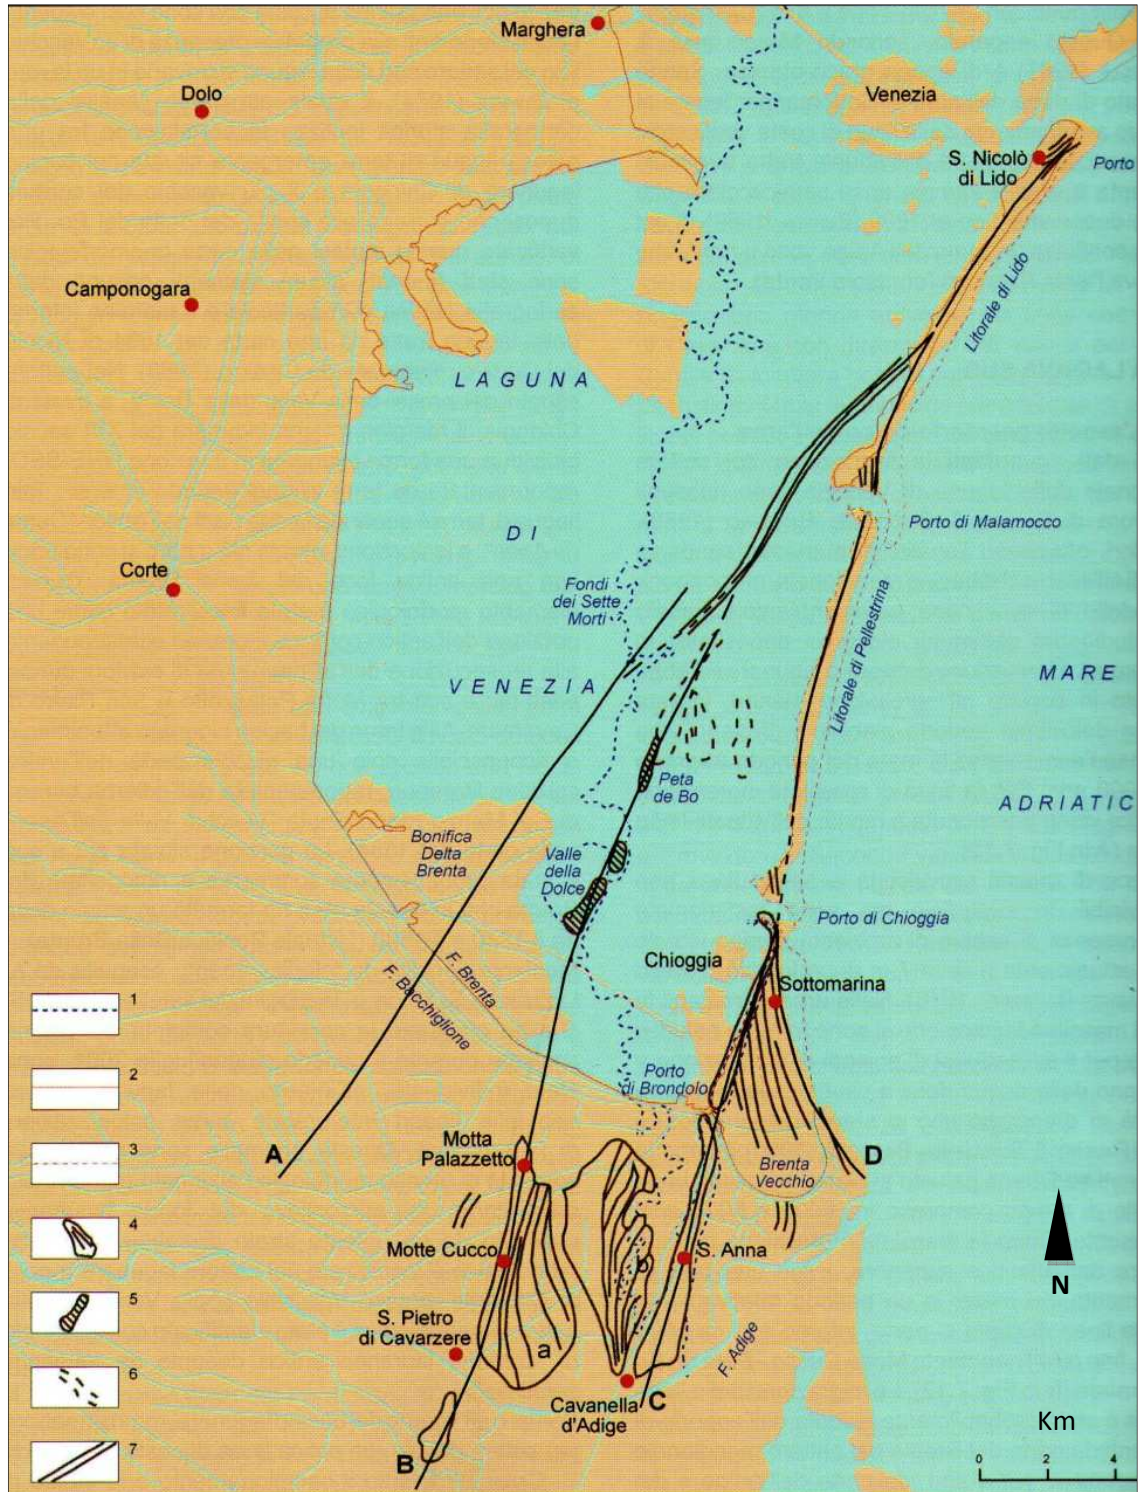 Marghera
Dolo
Venezia
S. Nicolò
di Lido
Porto
Camponogara
Litorale di Lido
LAGUNA
DI
VENEZIA
Porto di Malamocco
Corte
Fondi
dei Sette
Morti
Litorale di Pellestrina
MARE
ADRIATIC
Peta
de Bo
Bonifica
Delta
Brenta
Valle
della
Dolce
Porto di Chioggia
Chioggia
Sottomarina
F. Brenta
F. Bacchiglione
Porto
di Brondolo
A
Motta
Palazzetto
Brenta
Vecchio
D
Motte Cucco
S. Anna
N
S. Pietro
di Cavarzere
a
F. Adige
Cavanella
d'Adige
C
B
Km
0 2 4
1
2
3
4
5
6
7